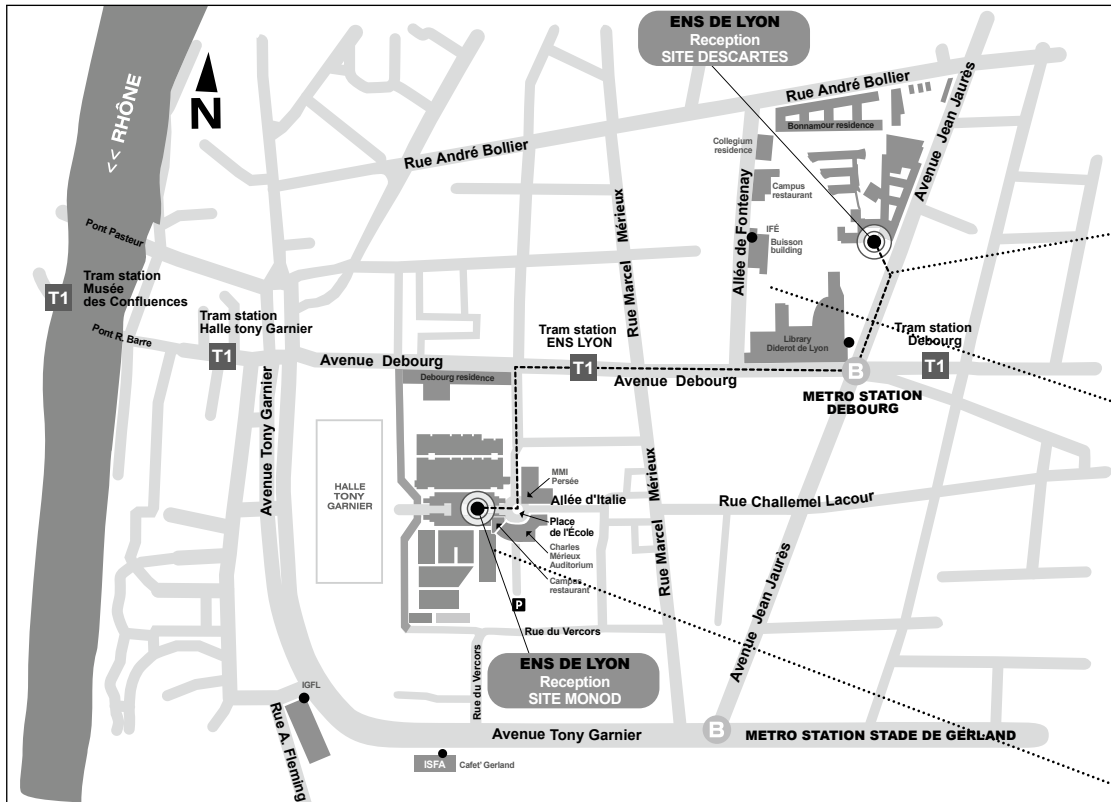 ENS DE LYON
Reception
SITE DESCARTES
<< RHÔNE
N
Rue André Bollier
Bonnamour residence
Avenue Jean Jaurès
Rue André Bollier
Collegium
residence
Campus
restaurant
Allée de Fontenay
IFÉ
Buisson
building
Rue Marcel Mérieux
Pont Pasteur
T1
Tram station
Musée
des Confluences
Tram station
Halle tony Garnier
T1
Pont R. Barre
Tram station
ENS LYON
T1
Library
Diderot de Lyon
Tram station
Debourg
T1
Avenue Debourg
Avenue Debourg
B
METRO STATION
DEBOURG
Debourg residence
Avenue Tony Garnier
HALLE
TONY
GARNIER
MMI
Persée
Allée d'Italie
Rue Challemel Lacour
Place
de l'École
Charles
Mérieux
Auditorium
Campus
restaurant
Rue Marcel Mérieux
Avenue Jean Jaurès
P
Rue du Vercors
Rue du Vercors
ENS DE LYON
Reception
SITE MONOD
IGFL
Rue A. Fleming
Avenue Tony Garnier
B
METRO STATION STADE DE GERLAND
ISFA
Cafet' Gerland